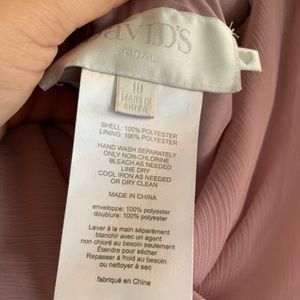 DAVID'S
BRIDAL
18
MADE IN
CHINA
SHELL: 100% POLYESTER
LINING: 100% POLYESTER
HAND WASH SEPARATELY
ONLY NON-CHLORINE
BLEACH AS NEEDED
LINE DRY
COOL IRON AS NEEDED
OR DRY CLEAN
MADE IN CHINA
enveloppe: 100% polyester
doublure: 100% polyester
Laver à la main séparément
blanchir avec un agent
non chloré au besoin seulement
Étendre pour sécher
Repasser à froid au besoin
ou nettoyer à sec
fabriqué en Chine